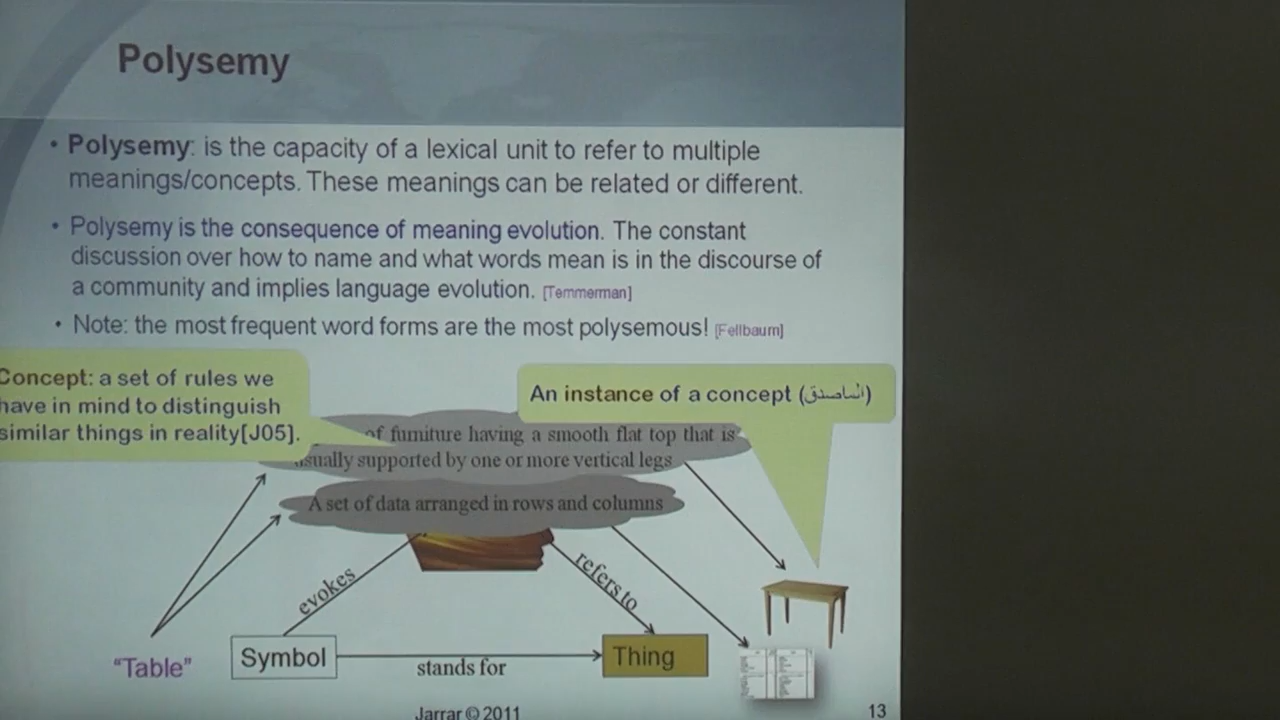 Polysemy
• Polysemy: is the capacity of a lexical unit to refer to multiple
meanings/concepts. These meanings can be related or different.
• Polysemy is the consequence of meaning evolution. The constant
discussion over how to name and what words mean is in the discourse of
a community and implies language evolution. [Temmerman]
• Note: the most frequent word forms are the most polysemous! [Fellbaum]
Concept: a set of rules we
have in mind to distinguish
similar things in reality[J05].
An instance of a concept (الماصدق)
of furniture having a smooth flat top that is
usually supported by one or more vertical legs
A set of data arranged in rows and columns
evokes
refers to
"Table"
Symbol
stands for
Thing
Jarrar © 2011
13